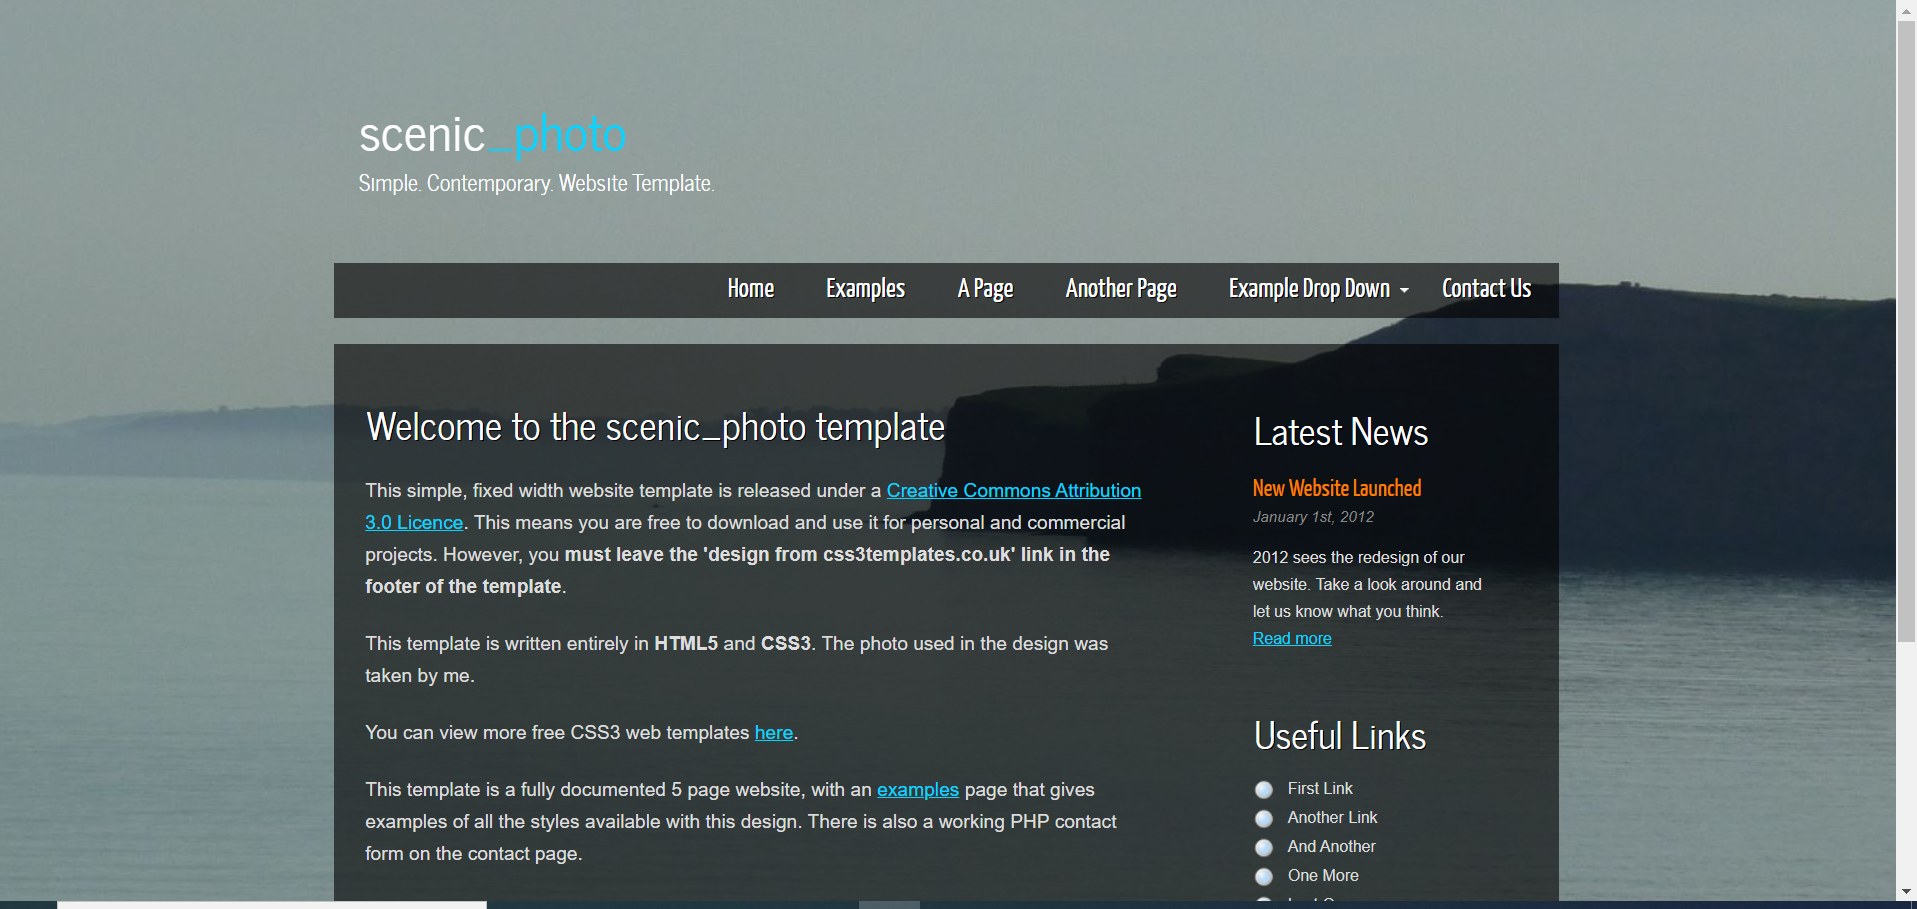 scenic_photo
Simple. Contemporary. Website Template.
Home Examples A Page Another Page Example Drop Down Contact Us
Welcome to the scenic_photo template
This simple, fixed width website template is released under a Creative Commons Attribution
3.0 Licence. This means you are free to download and use it for personal and commercial
projects. However, you must leave the 'design from css3templates.co.uk' link in the
footer of the template.
This template is written entirely in HTML5 and CSS3. The photo used in the design was
taken by me.
You can view more free CSS3 web templates here.
This template is a fully documented 5 page website, with an examples page that gives
examples of all the styles available with this design. There is also a working PHP contact
form on the contact page.
Latest News
New Website Launched
January 1st, 2012
2012 sees the redesign of our
website. Take a look around and
let us know what you think.
Read more
Useful Links
First Link
Another Link
And Another
One More